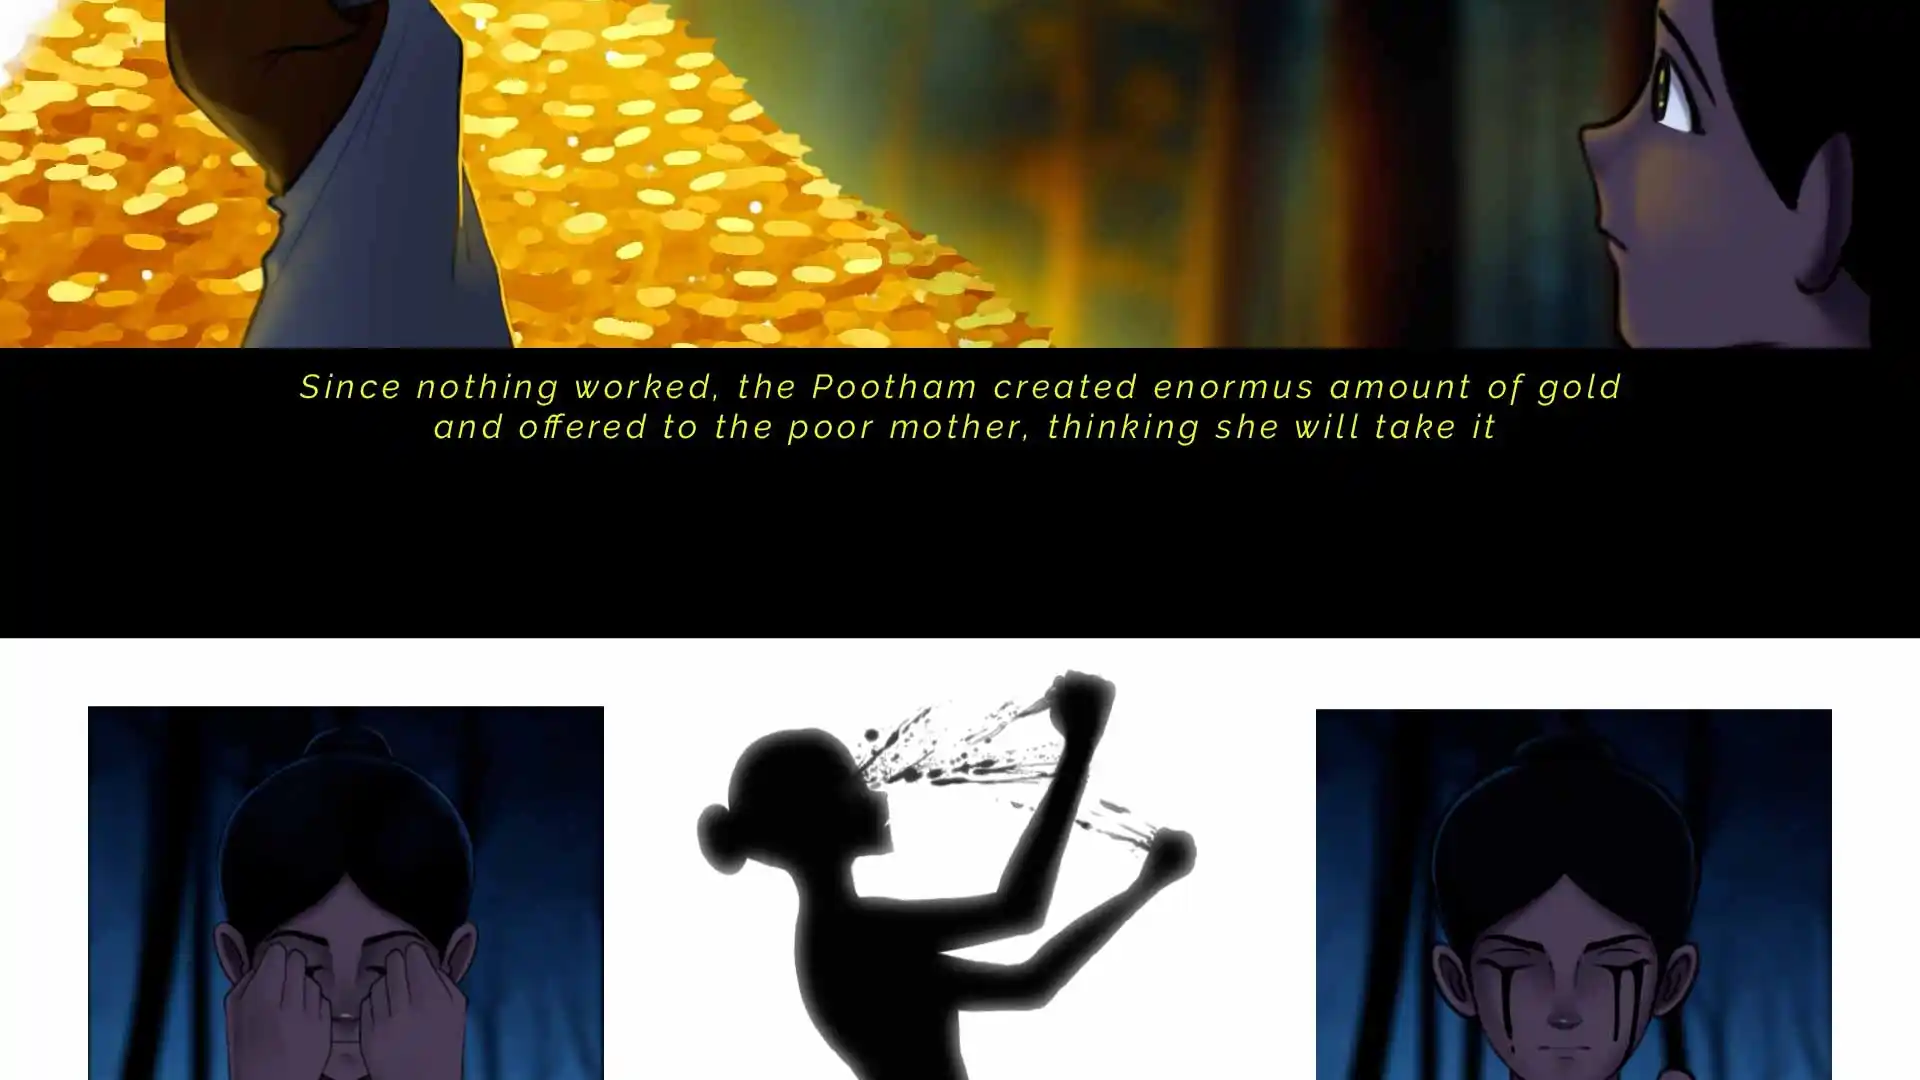 Since nothing worked, the Pootham created enormus amount of gold
and offered to the poor mother, thinking she will take it